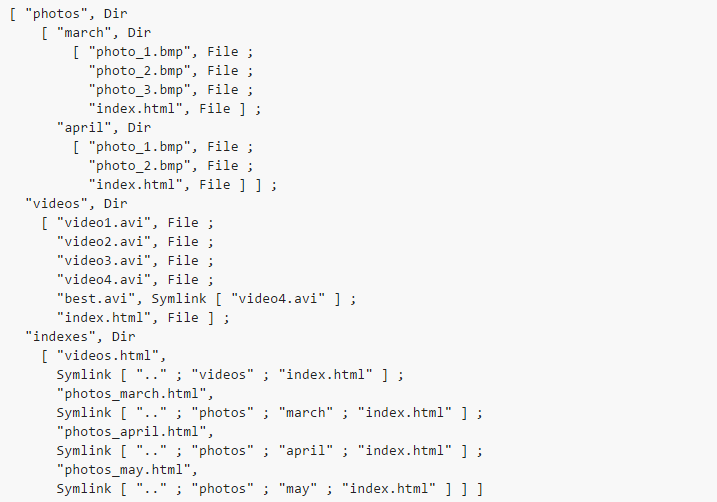 [ "photos", Dir
[ "march", Dir
[ "photo_1.bmp", File ;
"photo_2.bmp", File ;
"photo_3.bmp", File ;
"index.html", File ] ;
"april", Dir
[ "photo_1.bmp", File ;
"photo_2.bmp", File ;
"index.html", File ] ] ;
"videos", Dir
[ "video1.avi", File ;
"video2.avi", File ;
"video3.avi", File ;
"video4.avi", File ;
"best.avi", Symlink [ "video4.avi" ] ;
"index.html", File ] ;
"indexes", Dir
[ "videos.html",
Symlink [ ".." ; "videos" ; "index.html" ] ;
"photos_march.html",
Symlink [ ".." ; "photos" ; "march" ; "index.html" ] ;
"photos_april.html",
Symlink [ ".." ; "photos" ; "april" ; "index.html" ] ;
"photos_may.html",
Symlink [ ".." ; "photos" ; "may" ; "index.html" ] ] ]